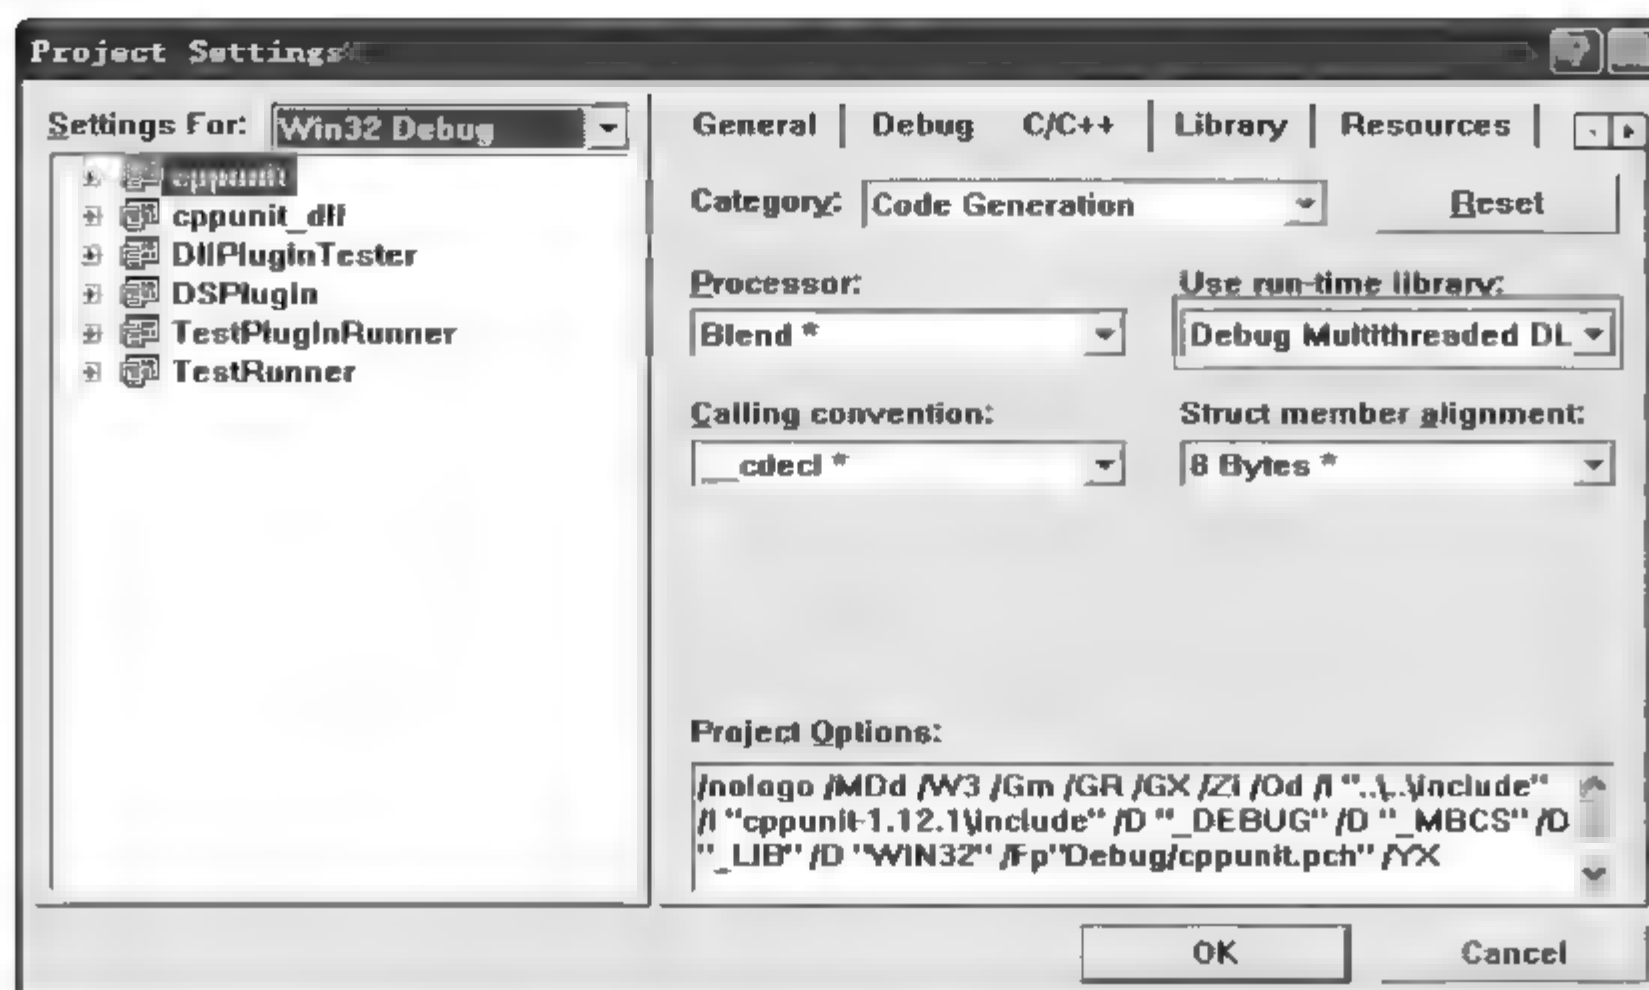 Project Settings
Settings For: Win32 Debug
cppunit
cppunit_dll
DllPlugInTester
DSPlugIn
TestPlugInRunner
TestRunner
General Debug C/C++ Library Resources
Category: Code Generation Reset
Processor: Use run-time library:
Blend * Debug Multithreaded DL
Calling convention: Struct member alignment:
__cdecl * 8 Bytes *
Project Options:
/nologo /MDd /W3 /Gm /GR /GX /Zi /Od /I "..\..\include"
/I "cppunit-1.12.1\include" /D "_DEBUG" /D "_MBCS" /D
"_LIB" /D "WIN32" /Fp"Debug/cppunit.pch" /YX
OK Cancel